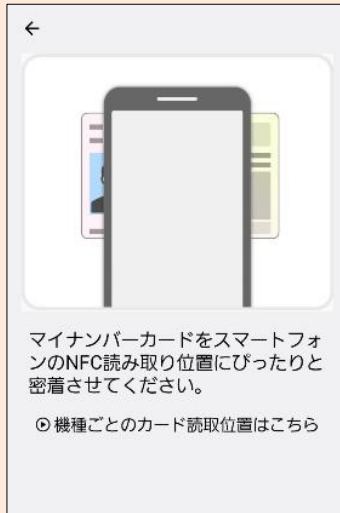 ←
マイナンバーカードをスマートフォ
ンのNFC読み取り位置にぴったりと
密着させてください。
機種ごとのカード読取位置はこちら